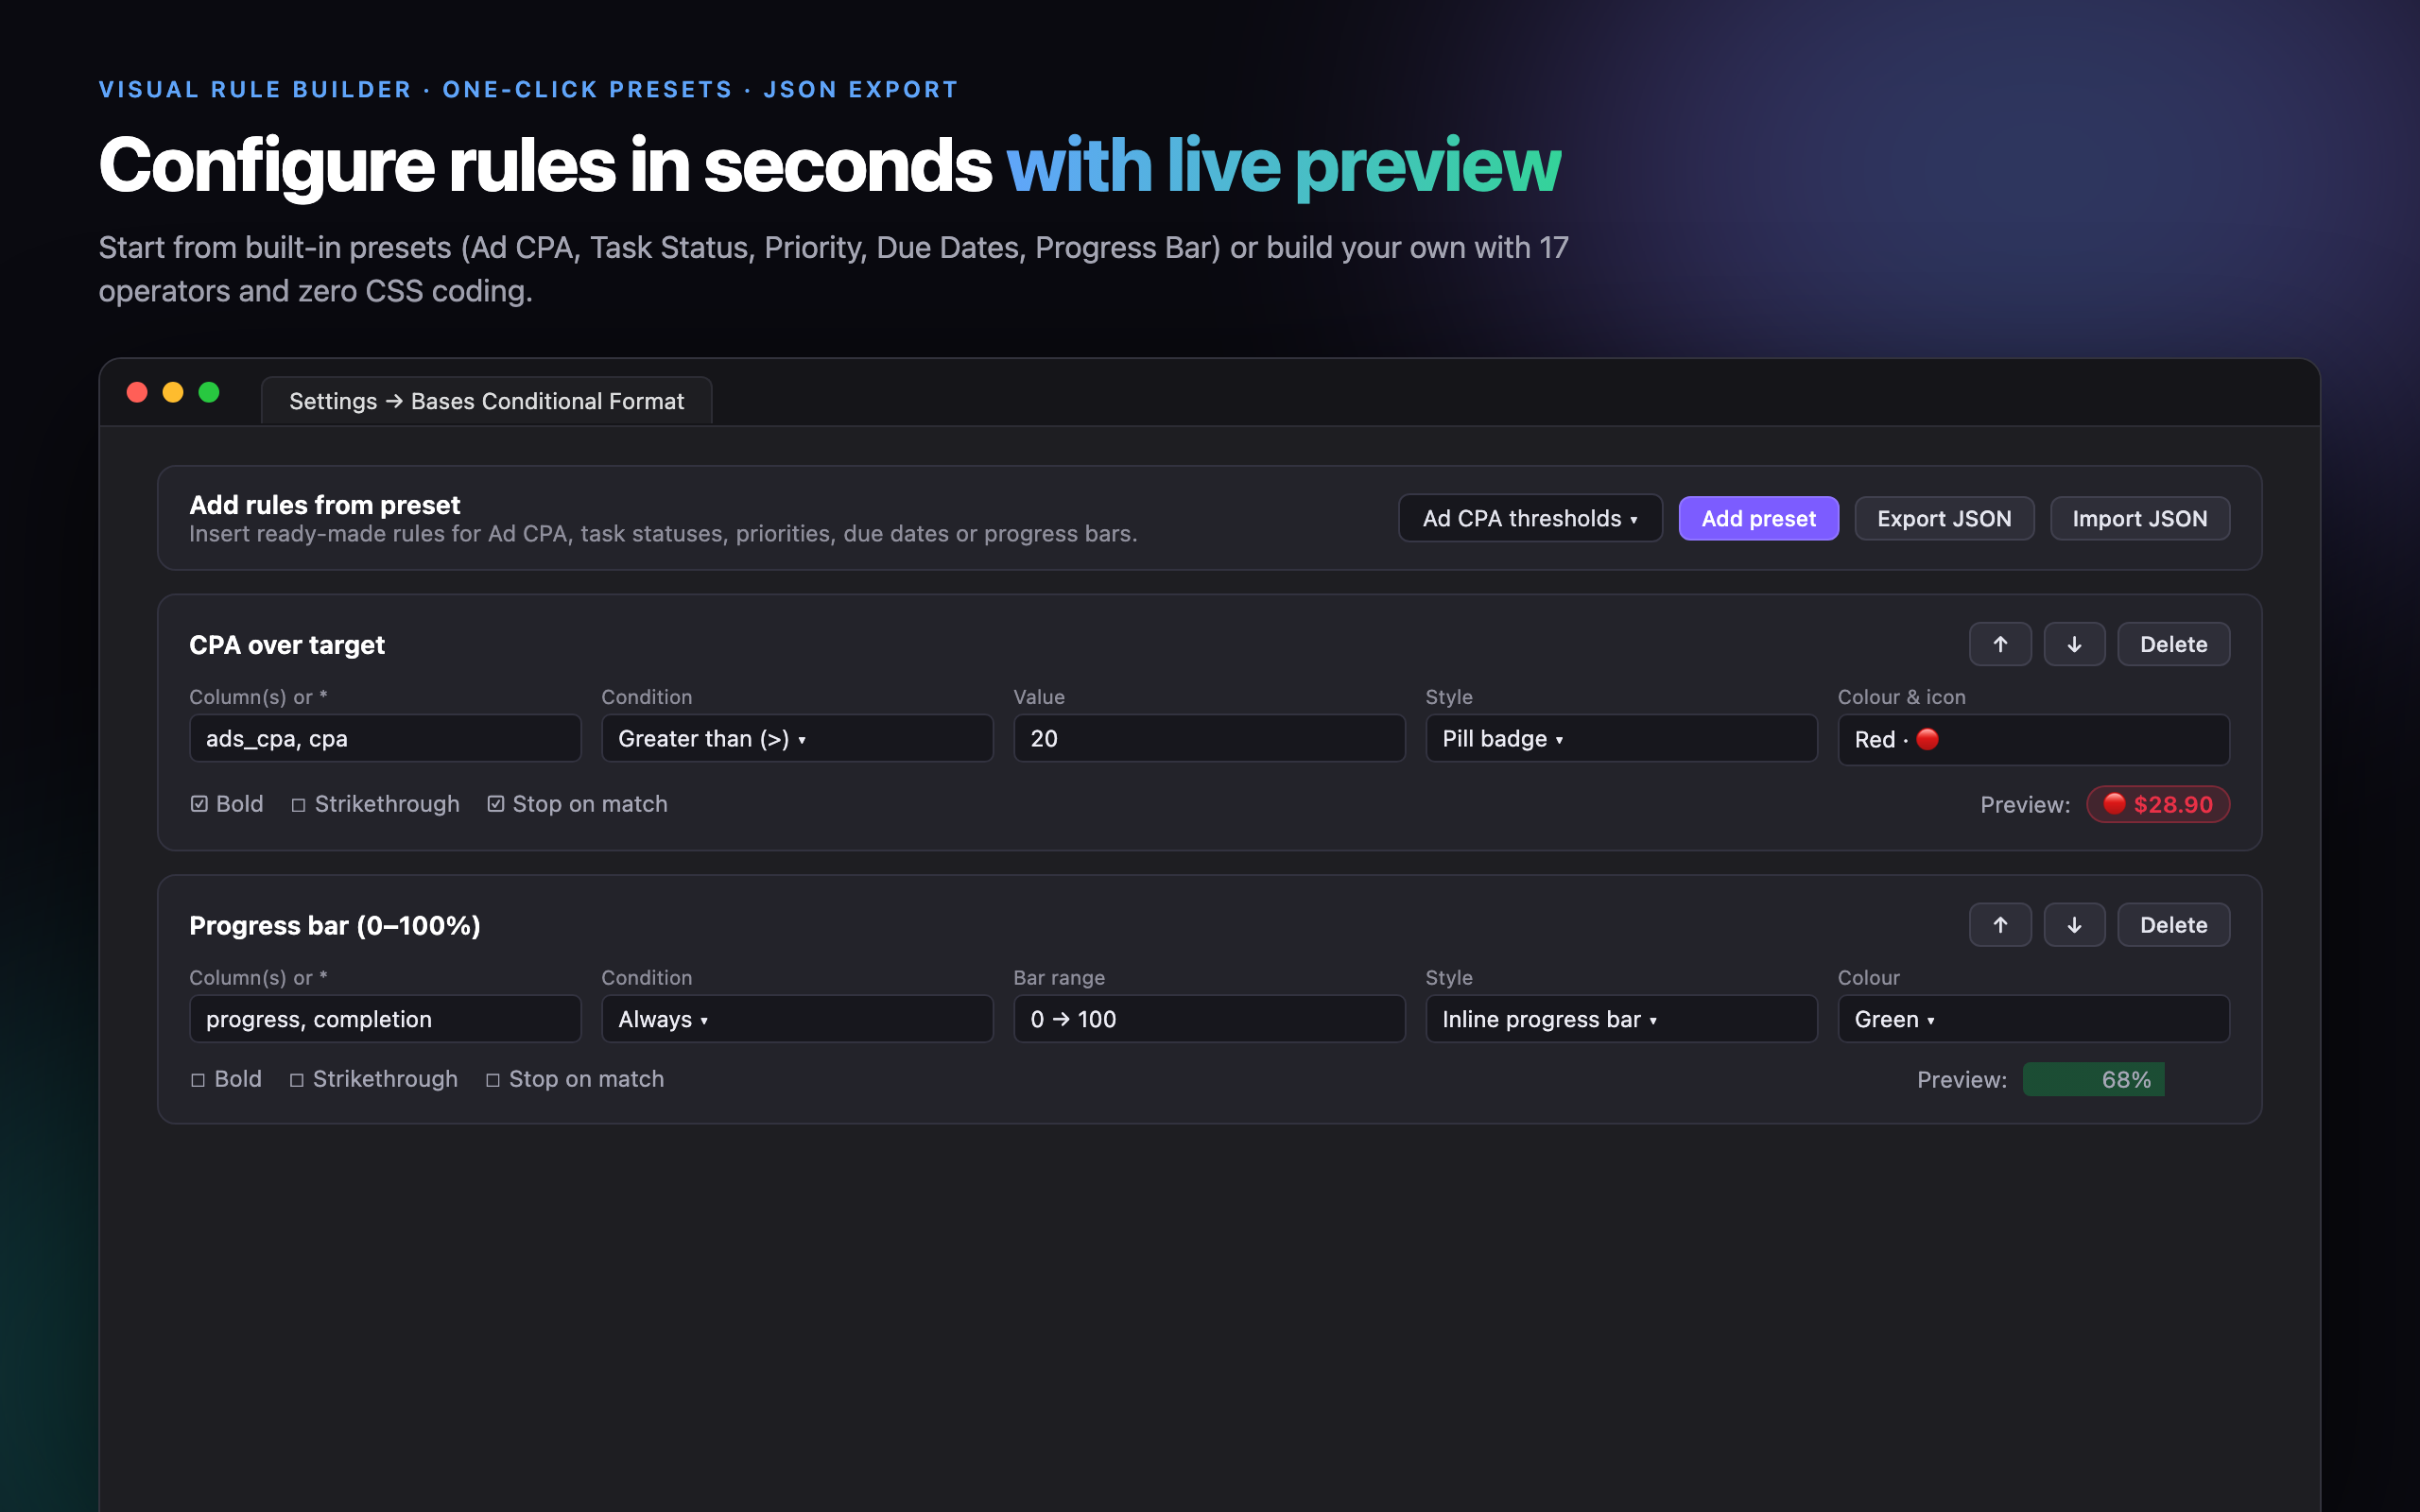 VISUAL RULE BUILDER · ONE-CLICK PRESETS · JSON EXPORT
Configure rules in seconds with live preview
Start from built-in presets (Ad CPA, Task Status, Priority, Due Dates, Progress Bar) or build your own with 17
operators and zero CSS coding.
Settings → Bases Conditional Format
Add rules from preset
Insert ready-made rules for Ad CPA, task statuses, priorities, due dates or progress bars.
Ad CPA thresholds ▾
Add preset
Export JSON
Import JSON
CPA over target
↑ ↓ Delete
Column(s) or * Condition Value Style Colour & icon
ads_cpa, cpa Greater than (>) ▾ 20 Pill badge ▾ Red · 🔴
☑ Bold ☐ Strikethrough ☑ Stop on match Preview: 🔴 $28.90
Progress bar (0–100%)
↑ ↓ Delete
Column(s) or * Condition Bar range Style Colour
progress, completion Always ▾ 0 → 100 Inline progress bar ▾ Green ▾
☐ Bold ☐ Strikethrough ☐ Stop on match Preview: 68%